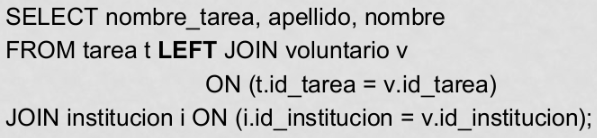 SELECT nombre_tarea, apellido, nombre
FROM tarea t LEFT JOIN voluntario v
ON (t.id_tarea = v.id_tarea)
JOIN institucion i ON (i.id_institucion = v.id_institucion);